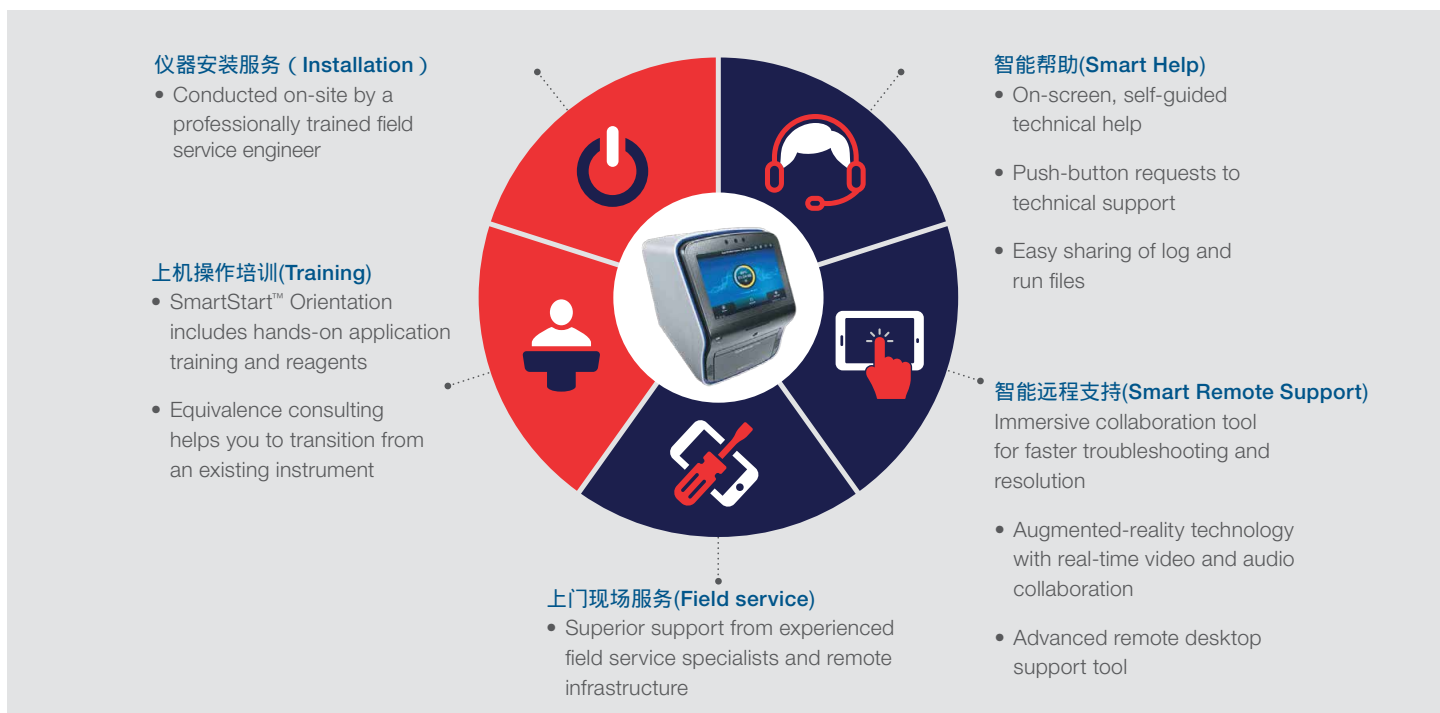 仪器安装服务（Installation）
• Conducted on-site by a
professionally trained field
service engineer
上机操作培训(Training)
• SmartStart™ Orientation
includes hands-on application
training and reagents
• Equivalence consulting
helps you to transition from
an existing instrument
上门现场服务(Field service)
• Superior support from experienced
field service specialists and remote
infrastructure
智能帮助(Smart Help)
• On-screen, self-guided
technical help
• Push-button requests to
technical support
• Easy sharing of log and
run files
智能远程支持(Smart Remote Support)
Immersive collaboration tool
for faster troubleshooting and
resolution
• Augmented-reality technology
with real-time video and audio
collaboration
• Advanced remote desktop
support tool